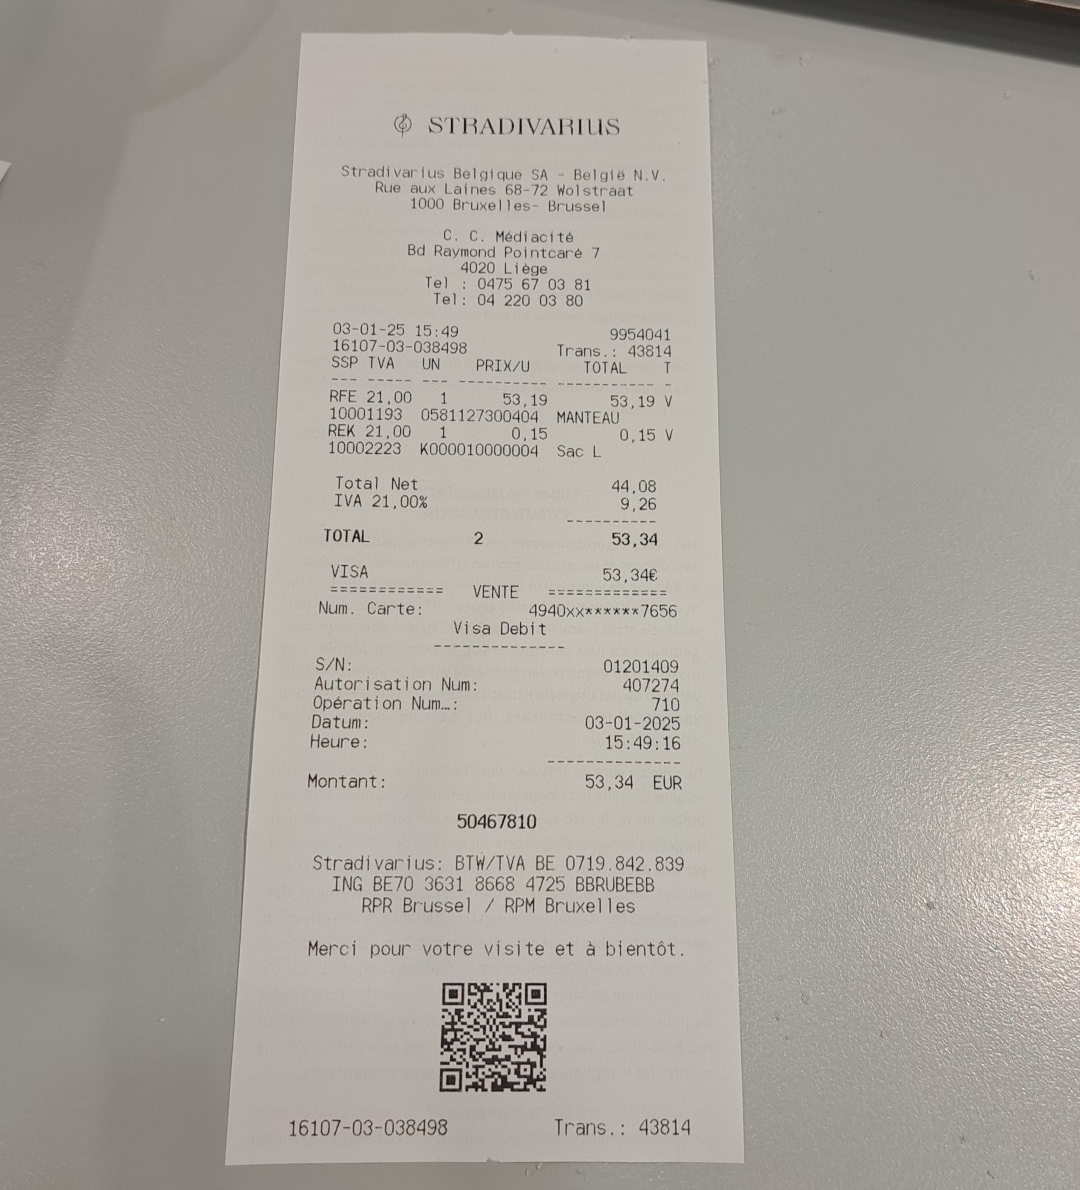 STRADIVARIUS
Stradivarius Belgique SA - België N.V.
Rue aux Laines 68-72 Wolstraat
1000 Bruxelles- Brussel
C. C. Médiacité
Bd Raymond Pointcaré 7
4020 Liège
Tel : 0475 67 03 81
Tel: 04 220 03 80
03-01-25 15:49 9954041
16107-03-038498 Trans.: 43814
SSP TVA UN PRIX/U TOTAL T
--- ----- --- ---------- ----------- -
RFE 21,00 1 53,19 53,19 V
10001193 0581127300404 MANTEAU
REK 21,00 1 0,15 0,15 V
10002223 K000010000004 Sac L
Total Net 44,08
IVA 21,00% 9,26
----------
TOTAL 2 53,34
VISA 53,34€
============ VENTE ============
Num. Carte: 4940xx******7656
Visa Debit
--------------
S/N: 01201409
Autorisation Num: 407274
Opération Num…: 710
Datum: 03-01-2025
Heure: 15:49:16
--------------
Montant: 53,34 EUR
50467810
Stradivarius: BTW/TVA BE 0719.842.839
ING BE70 3631 8668 4725 BBRUBEBB
RPR Brussel / RPM Bruxelles
Merci pour votre visite et à bientôt.
16107-03-038498 Trans.: 43814